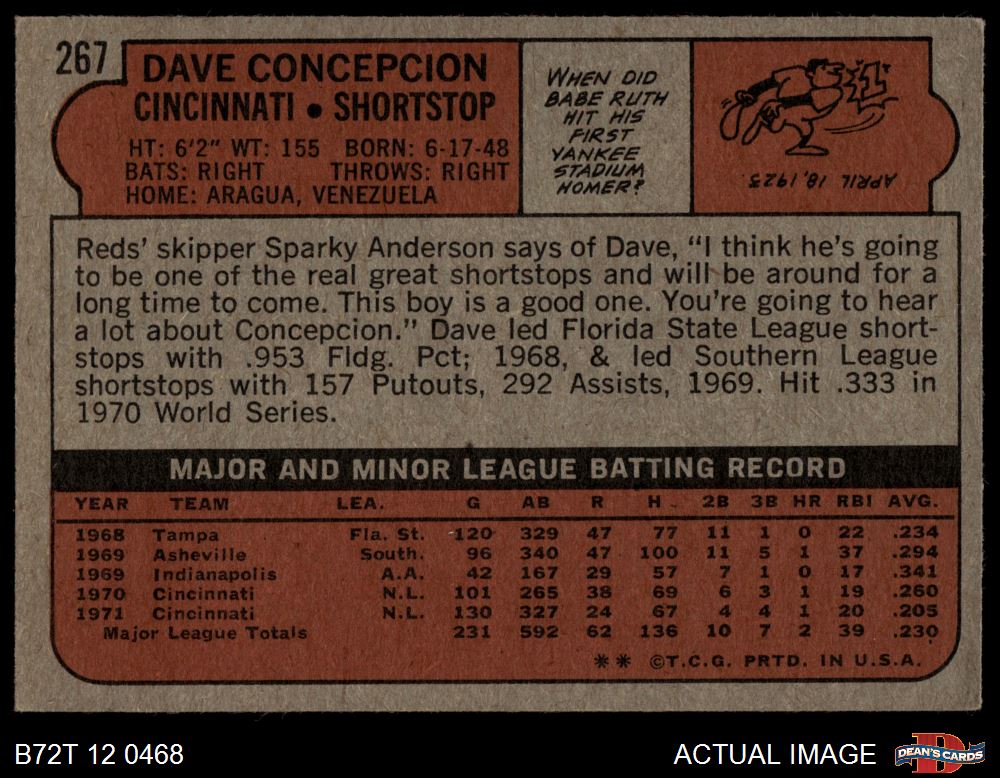 267
DAVE CONCEPCION
CINCINNATI • SHORTSTOP
HT: 6'2" WT: 155 BORN: 6-17-48
BATS: RIGHT THROWS: RIGHT
HOME: ARAGUA, VENEZUELA
WHEN DID
BABE RUTH
HIT HIS
FIRST
YANKEE
STADIUM
HOMER?
APRIL 18, 1923.
Reds' skipper Sparky Anderson says of Dave, "I think he's going
to be one of the real great shortstops and will be around for a
long time to come. This boy is a good one. You're going to hear
a lot about Concepcion." Dave led Florida State League short-
stops with .953 Fldg. Pct; 1968, & led Southern League
shortstops with 157 Putouts, 292 Assists, 1969. Hit .333 in
1970 World Series.
MAJOR AND MINOR LEAGUE BATTING RECORD
YEAR TEAM LEA. G AB R H 2B 3B HR RBI AVG.
1968 Tampa Fla. St. 120 329 47 77 11 1 0 22 .234
1969 Asheville South. 96 340 47 100 11 5 1 37 .294
1969 Indianapolis A.A. 42 167 29 57 7 1 0 17 .341
1970 Cincinnati N.L. 101 265 38 69 6 3 1 19 .260
1971 Cincinnati N.L. 130 327 24 67 4 4 1 20 .205
Major League Totals 231 592 62 136 10 7 2 39 .230
** ©T.C.G. PRTD. IN U.S.A.
B72T 12 0468
ACTUAL IMAGE
DEAN'S CARDS